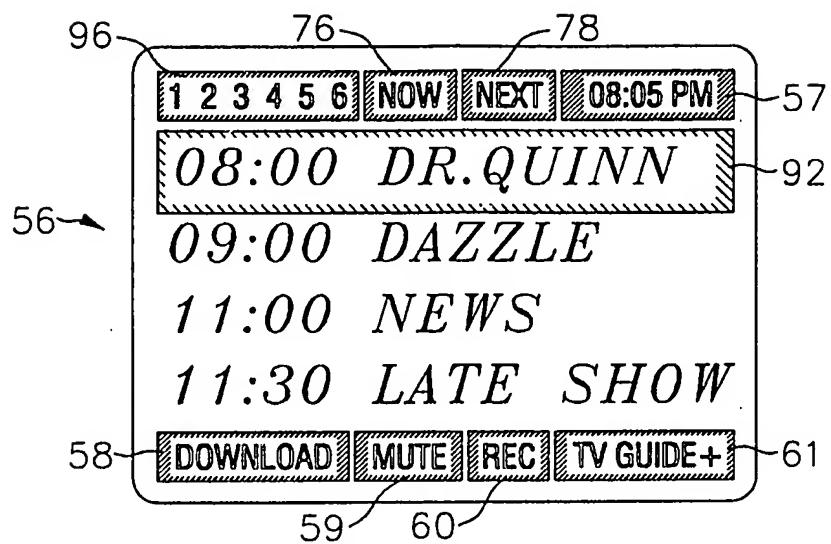 96 76 78
1 2 3 4 5 6 NOW NEXT 08:05 PM 57
08:00 DR.QUINN 92
56
09:00 DAZZLE
11:00 NEWS
11:30 LATE SHOW
58 DOWNLOAD MUTE REC TV GUIDE+ 61
59 60